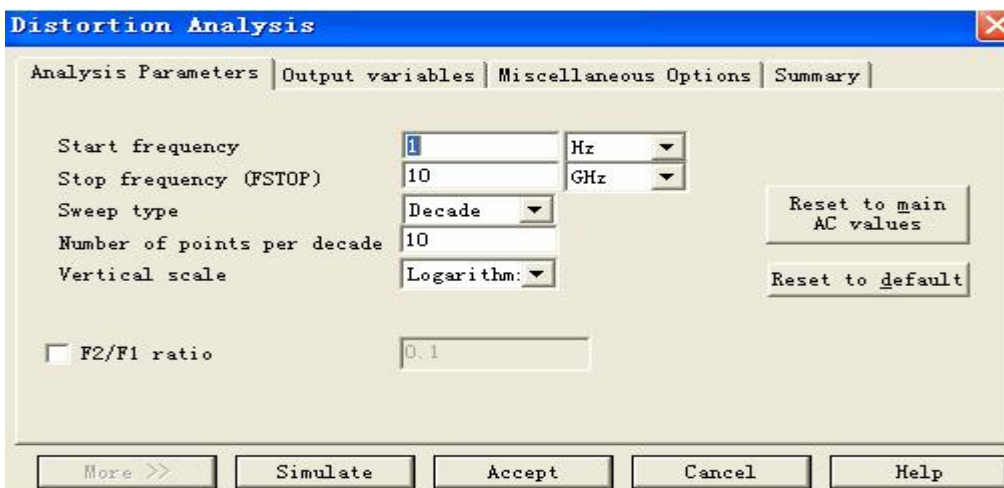 Distortion Analysis
Analysis Parameters Output variables Miscellaneous Options Summary
Start frequency 1 Hz
Stop frequency (FSTOP) 10 GHz
Sweep type Decade
Number of points per decade 10
Vertical scale Logarithm:
Reset to main
AC values
Reset to default
F2/F1 ratio 0.1
More >> Simulate Accept Cancel Help